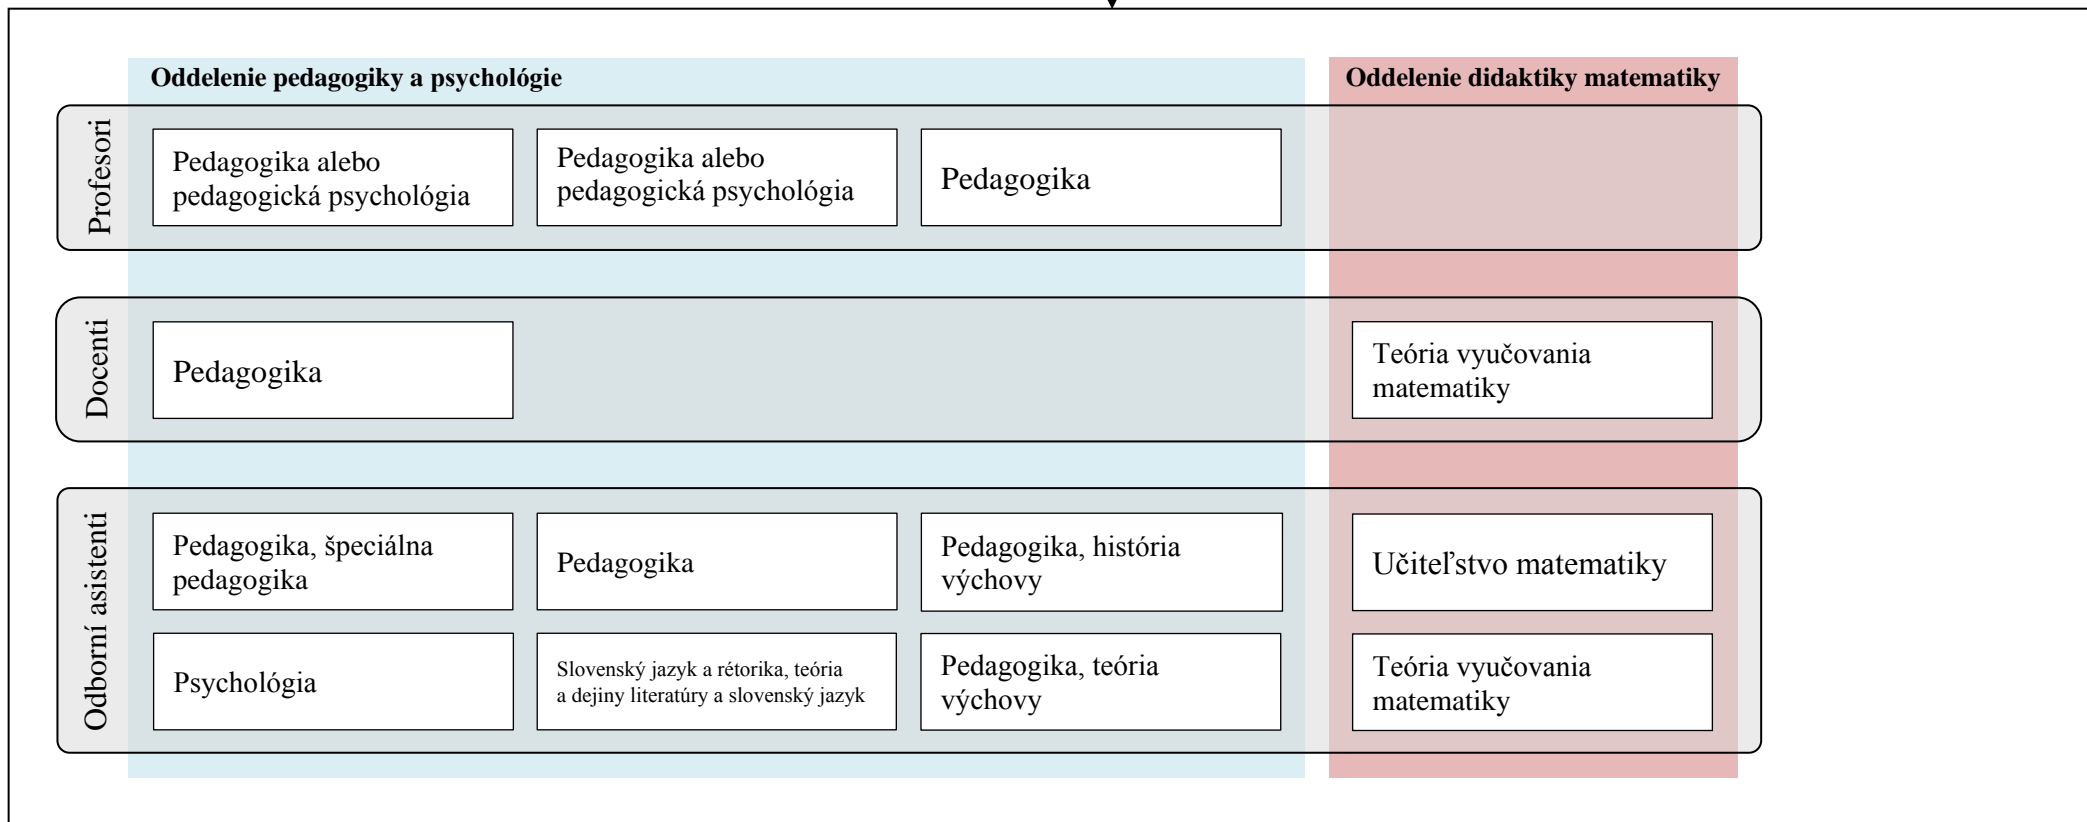 Oddelenie pedagogiky a psychológie
Oddelenie didaktiky matematiky
Profesori
Pedagogika alebo
pedagogická psychológia
Pedagogika alebo
pedagogická psychológia
Pedagogika
Docenti
Pedagogika
Teória vyučovania
matematiky
Odborní asistenti
Pedagogika, špeciálna
pedagogika
Pedagogika
Pedagogika, história
výchovy
Učiteľstvo matematiky
Psychológia
Slovenský jazyk a rétorika, teória
a dejiny literatúry a slovenský jazyk
Pedagogika, teória
výchovy
Teória vyučovania
matematiky